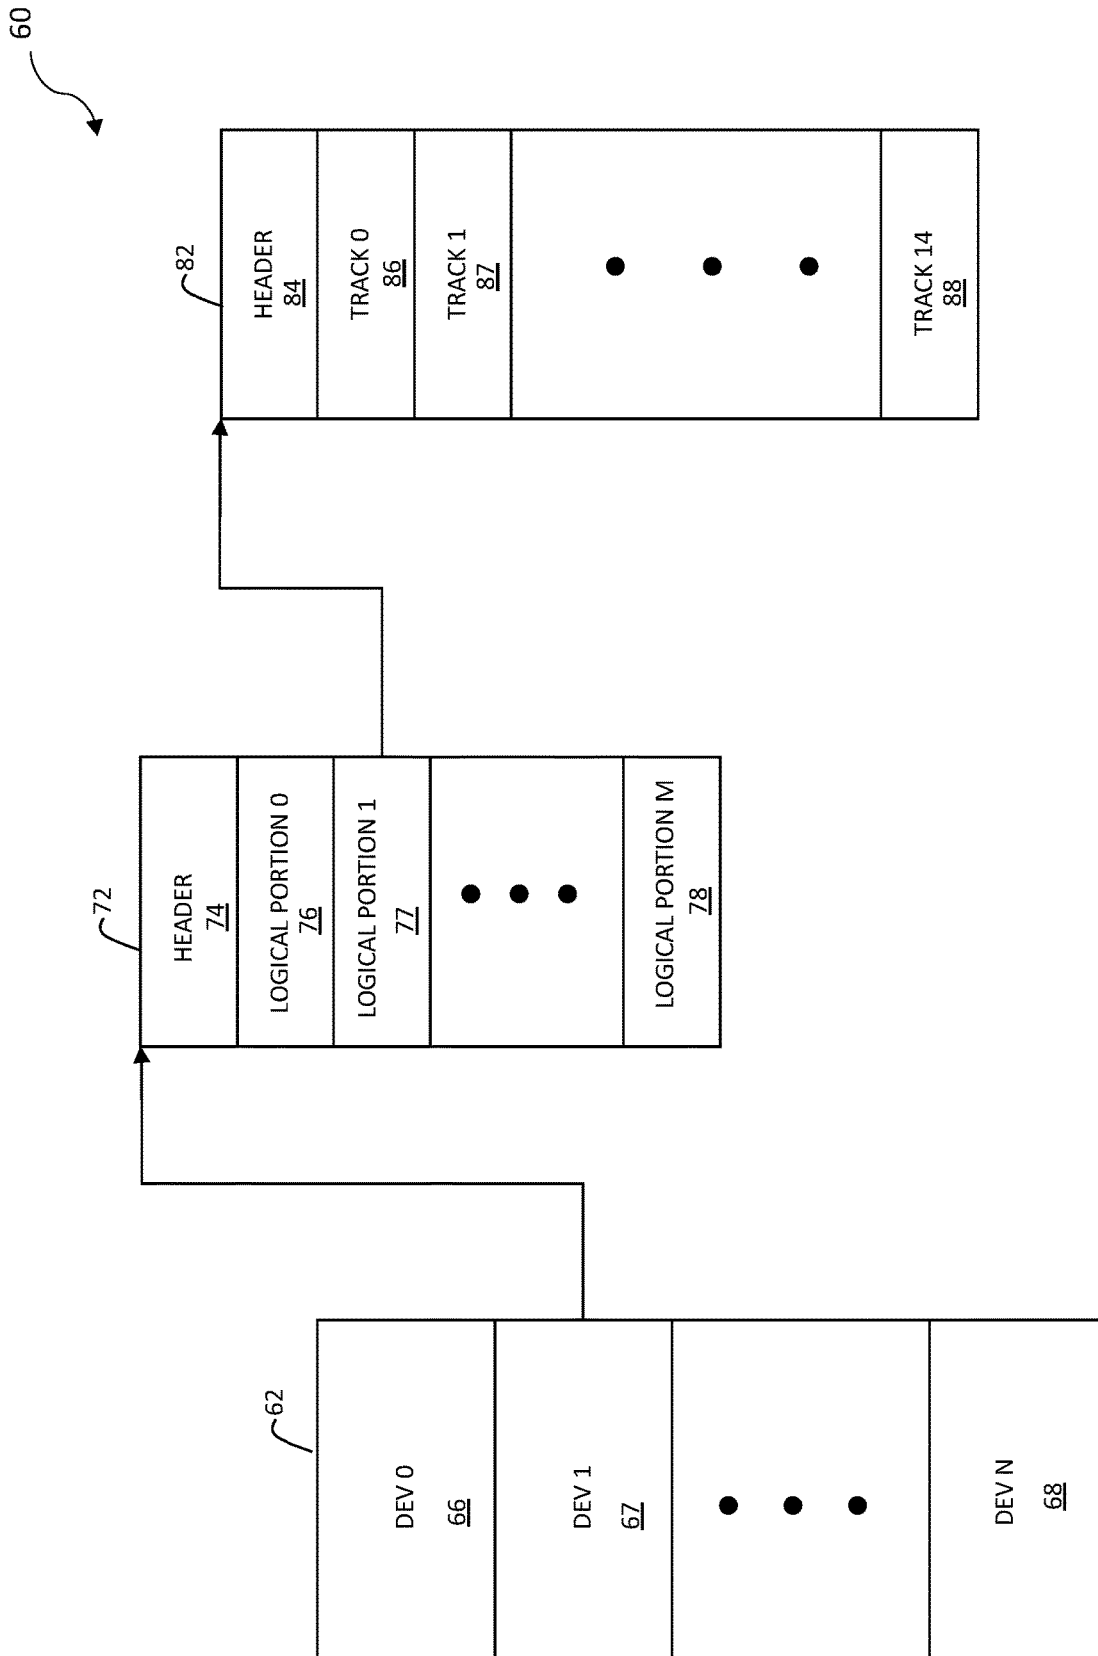 60
62
DEV 0
66
DEV 1
67
DEV N
68
72
HEADER
74
LOGICAL PORTION 0
76
LOGICAL PORTION 1
77
LOGICAL PORTION M
78
82
HEADER
84
TRACK 0
86
TRACK 1
87
TRACK 14
88